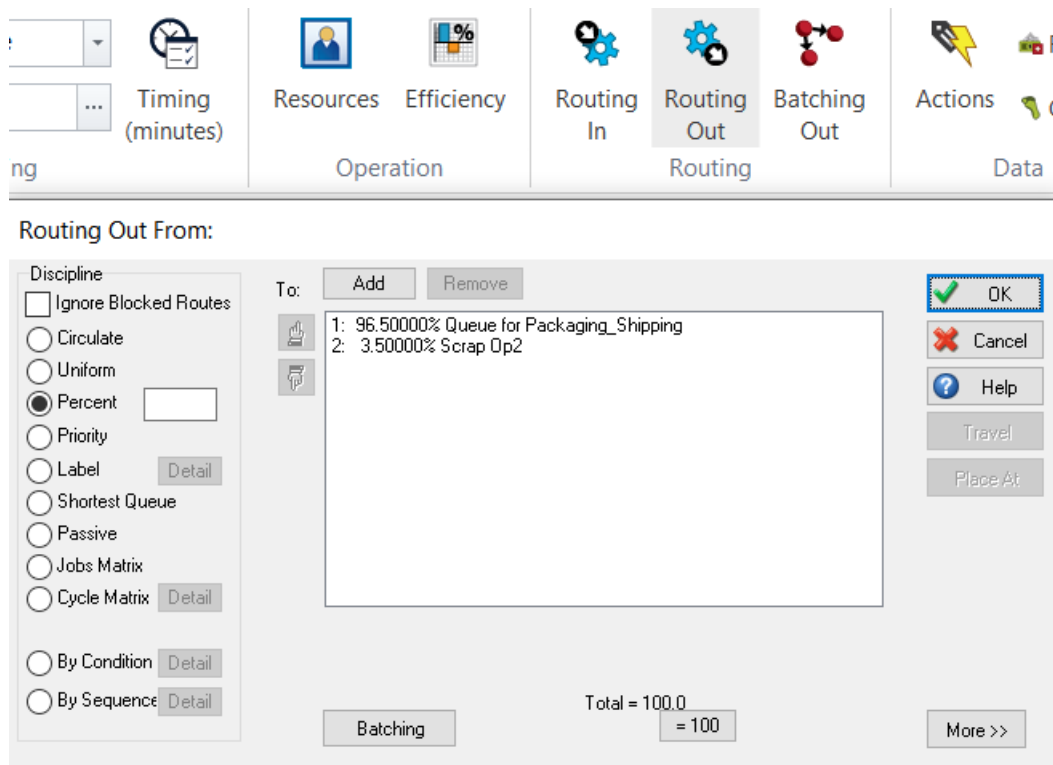 Timing
(minutes)
Resources
Efficiency
Routing
In
Routing
Out
Batching
Out
Actions
ng
Operation
Routing
Data
Routing Out From:
Discipline
Ignore Blocked Routes
Circulate
Uniform
Percent
Priority
Label Detail
Shortest Queue
Passive
Jobs Matrix
Cycle Matrix Detail
By Condition Detail
By Sequence Detail
To: Add Remove
1: 96.50000% Queue for Packaging_Shipping
2: 3.50000% Scrap Op2
Total = 100.0
Batching = 100
OK
Cancel
Help
Travel
Place At
More >>